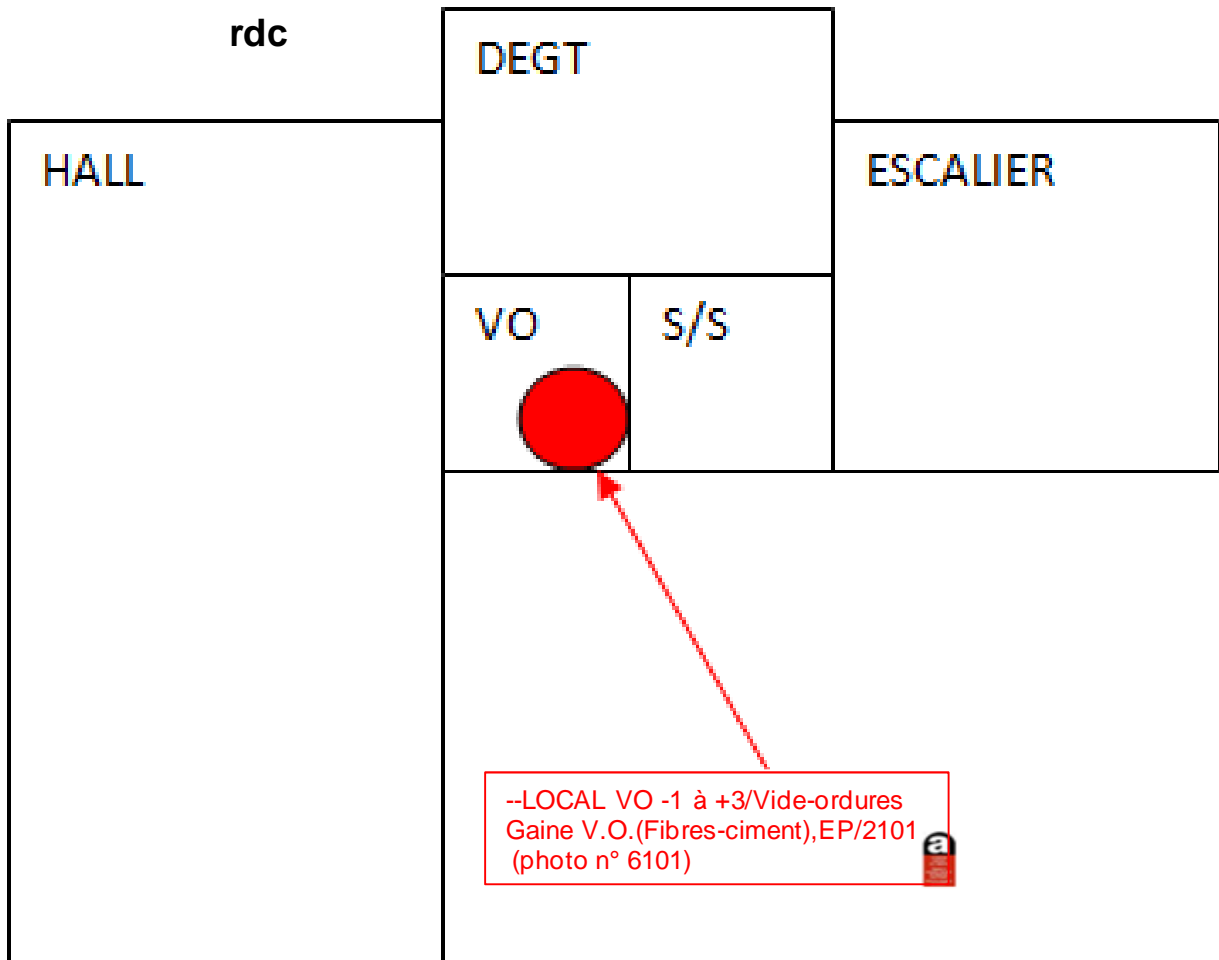 rdc
DEGT
HALL
ESCALIER
VO
S/S
--LOCAL VO -1 à +3/Vide-ordures
Gaine V.O.(Fibres-ciment),EP/2101
(photo n° 6101)
a